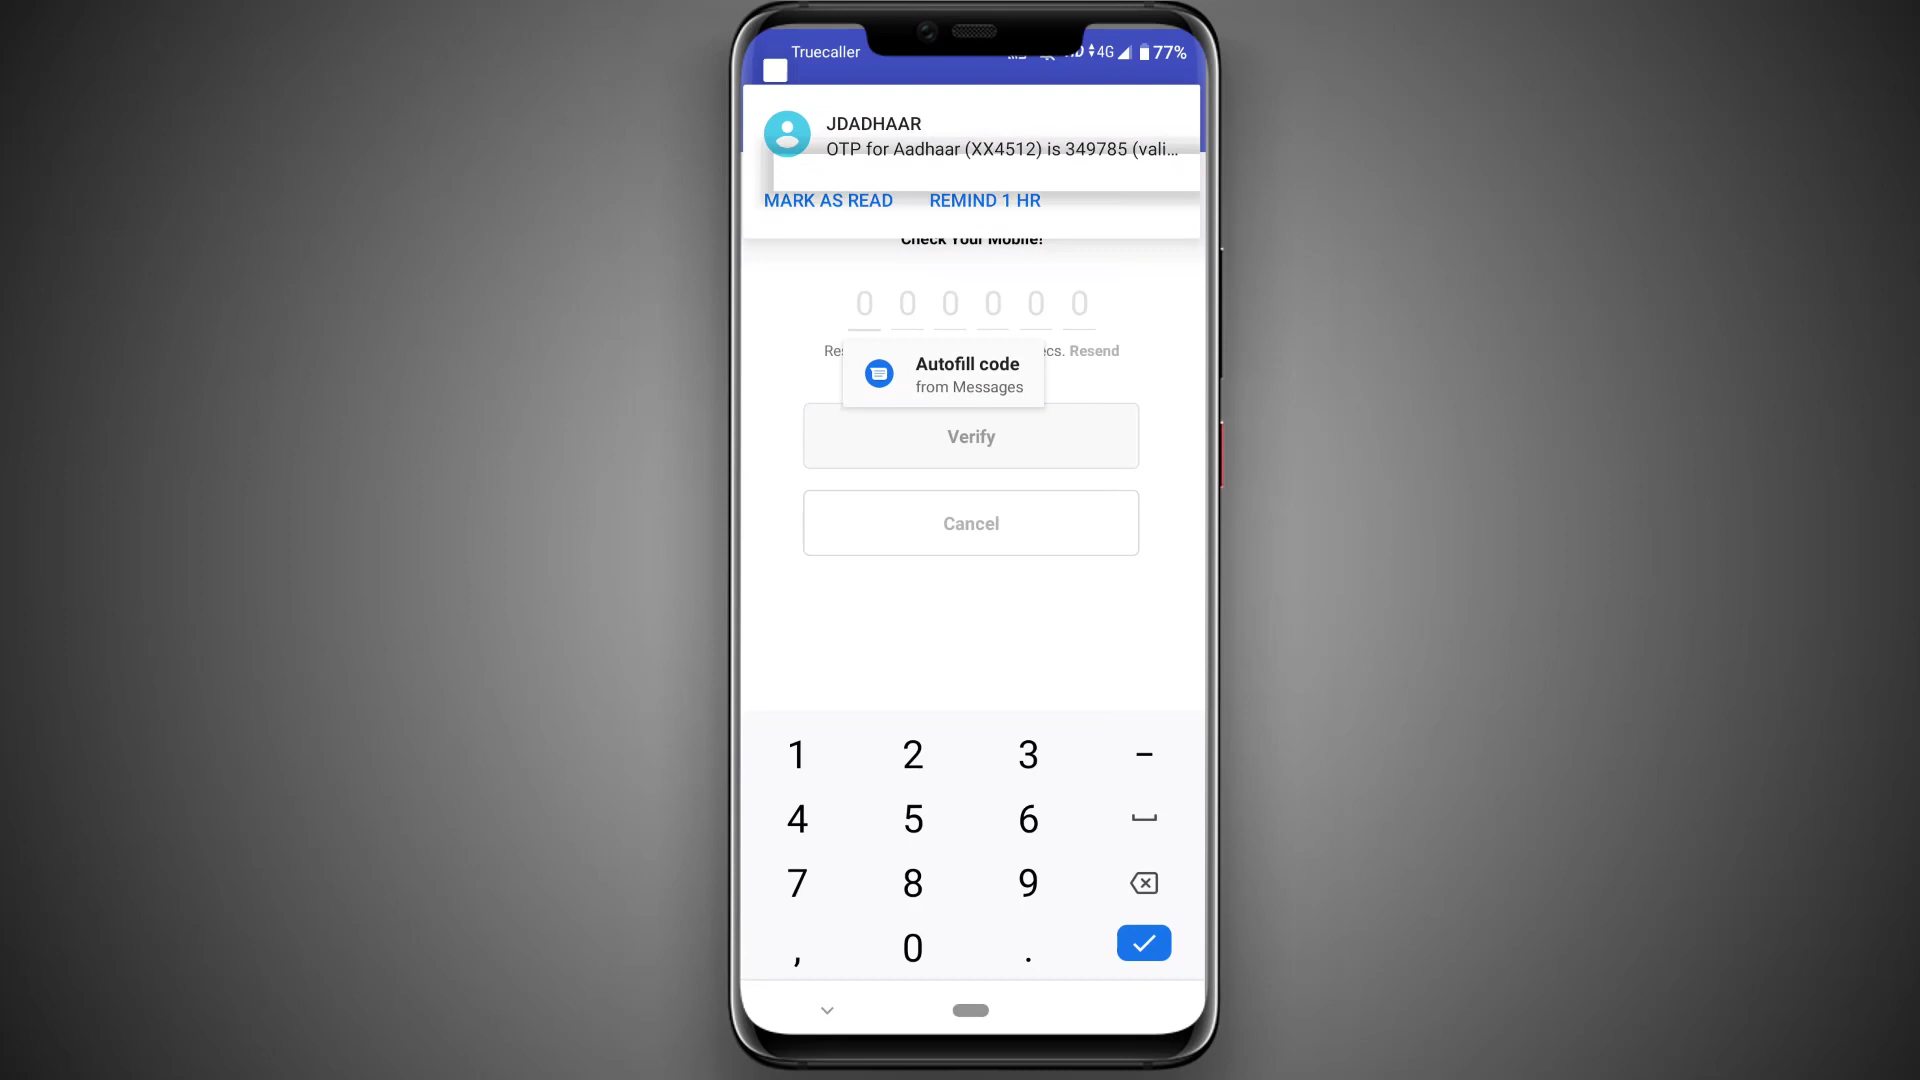 Truecaller
4G 77%
JDADHAAR
OTP for Aadhaar (XX4512) is 349785 (vali...
MARK AS READ REMIND 1 HR
Check Your Mobile!
0 0 0 0 0 0
Resend
Autofill code
from Messages
Verify
Cancel
1 2 3 -
4 5 6
7 8 9
, 0 .